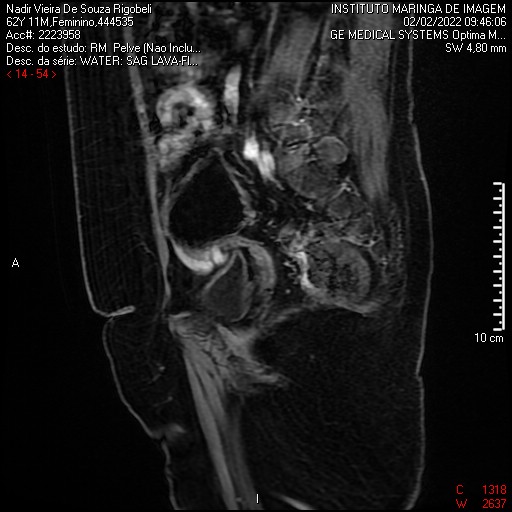 Nadir Vieira De Souza Rigobeli
62Y 11M,Feminino,444535
Acc#: 2223958
Desc. do estudo: RM Pelve (Nao Inclu...
Desc. da série: WATER: SAG LAVA-Fl...
< 14 - 54 >
INSTITUTO MARINGA DE IMAGEM
02/02/2022 09:46:06
GE MEDICAL SYSTEMS Optima M...
SW 4,80 mm
A
10 cm
I
C 1318
W 2637